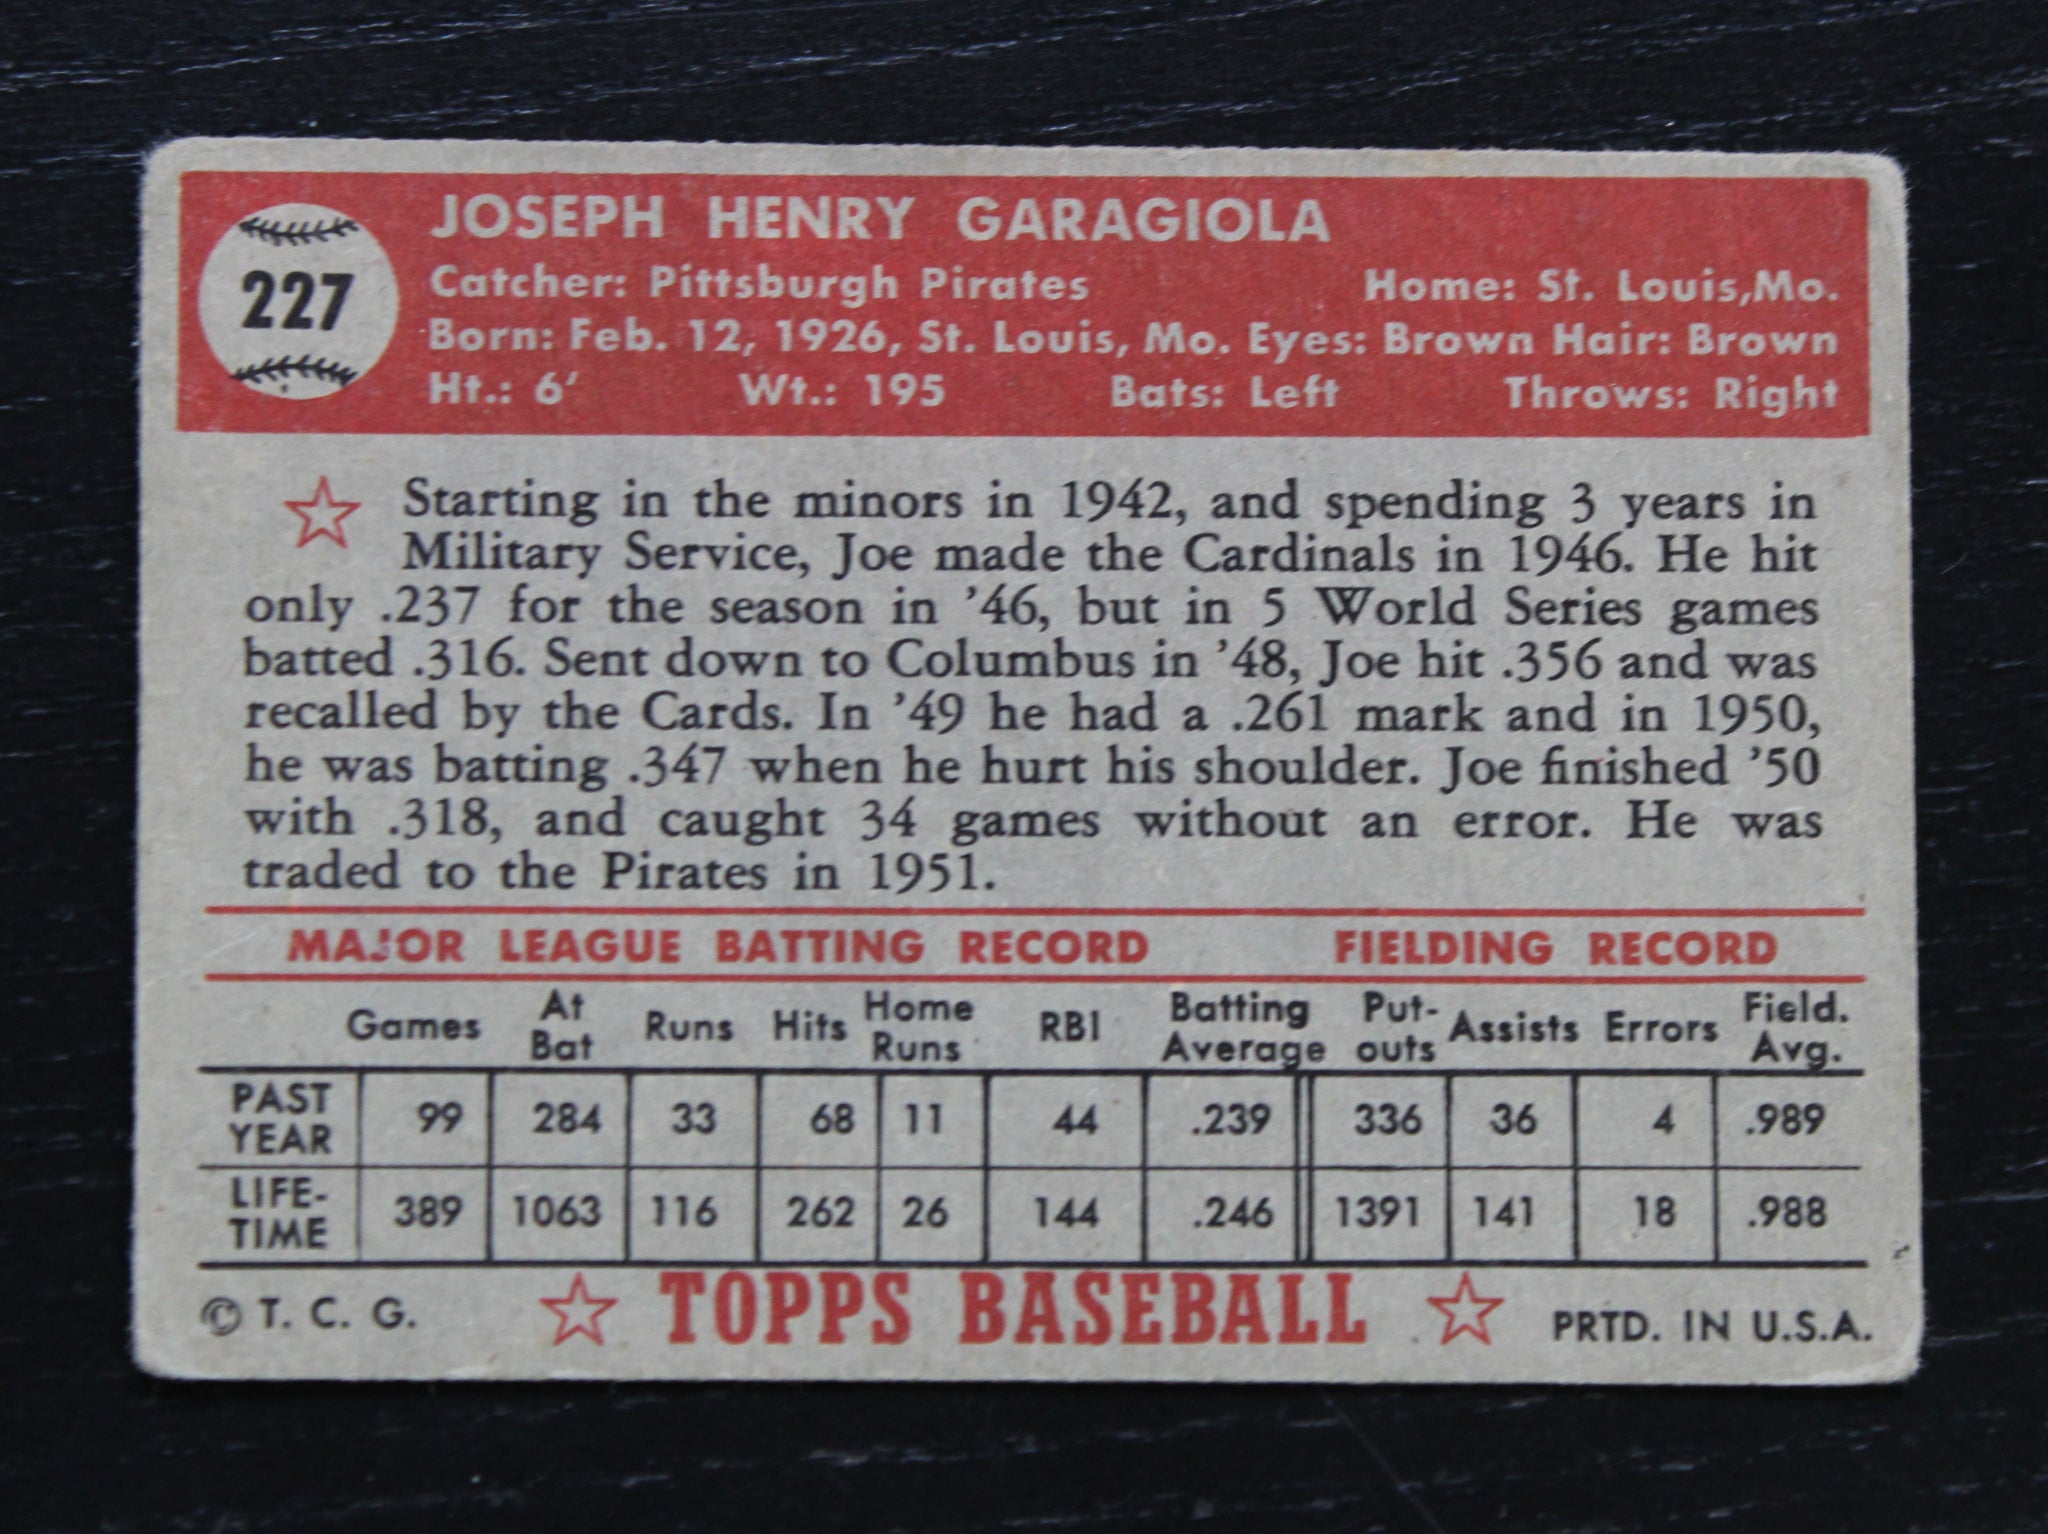 227
JOSEPH HENRY GARAGIOLA
Catcher: Pittsburgh Pirates Home: St. Louis,Mo.
Born: Feb. 12, 1926, St. Louis, Mo. Eyes: Brown Hair: Brown
Ht.: 6' Wt.: 195 Bats: Left Throws: Right
Starting in the minors in 1942, and spending 3 years in
Military Service, Joe made the Cardinals in 1946. He hit
only .237 for the season in ’46, but in 5 World Series games
batted .316. Sent down to Columbus in ’48, Joe hit .356 and was
recalled by the Cards. In ’49 he had a .261 mark and in 1950,
he was batting .347 when he hurt his shoulder. Joe finished ’50
with .318, and caught 34 games without an error. He was
traded to the Pirates in 1951.
MAJOR LEAGUE BATTING RECORD FIELDING RECORD
Games At Bat Runs Hits Home Runs RBI Batting Average Put-outs Assists Errors Field. Avg.
PAST YEAR 99 284 33 68 11 44 .239 336 36 4 .989
LIFE-TIME 389 1063 116 262 26 144 .246 1391 141 18 .988
© T. C. G. TOPPS BASEBALL PRTD. IN U.S.A.